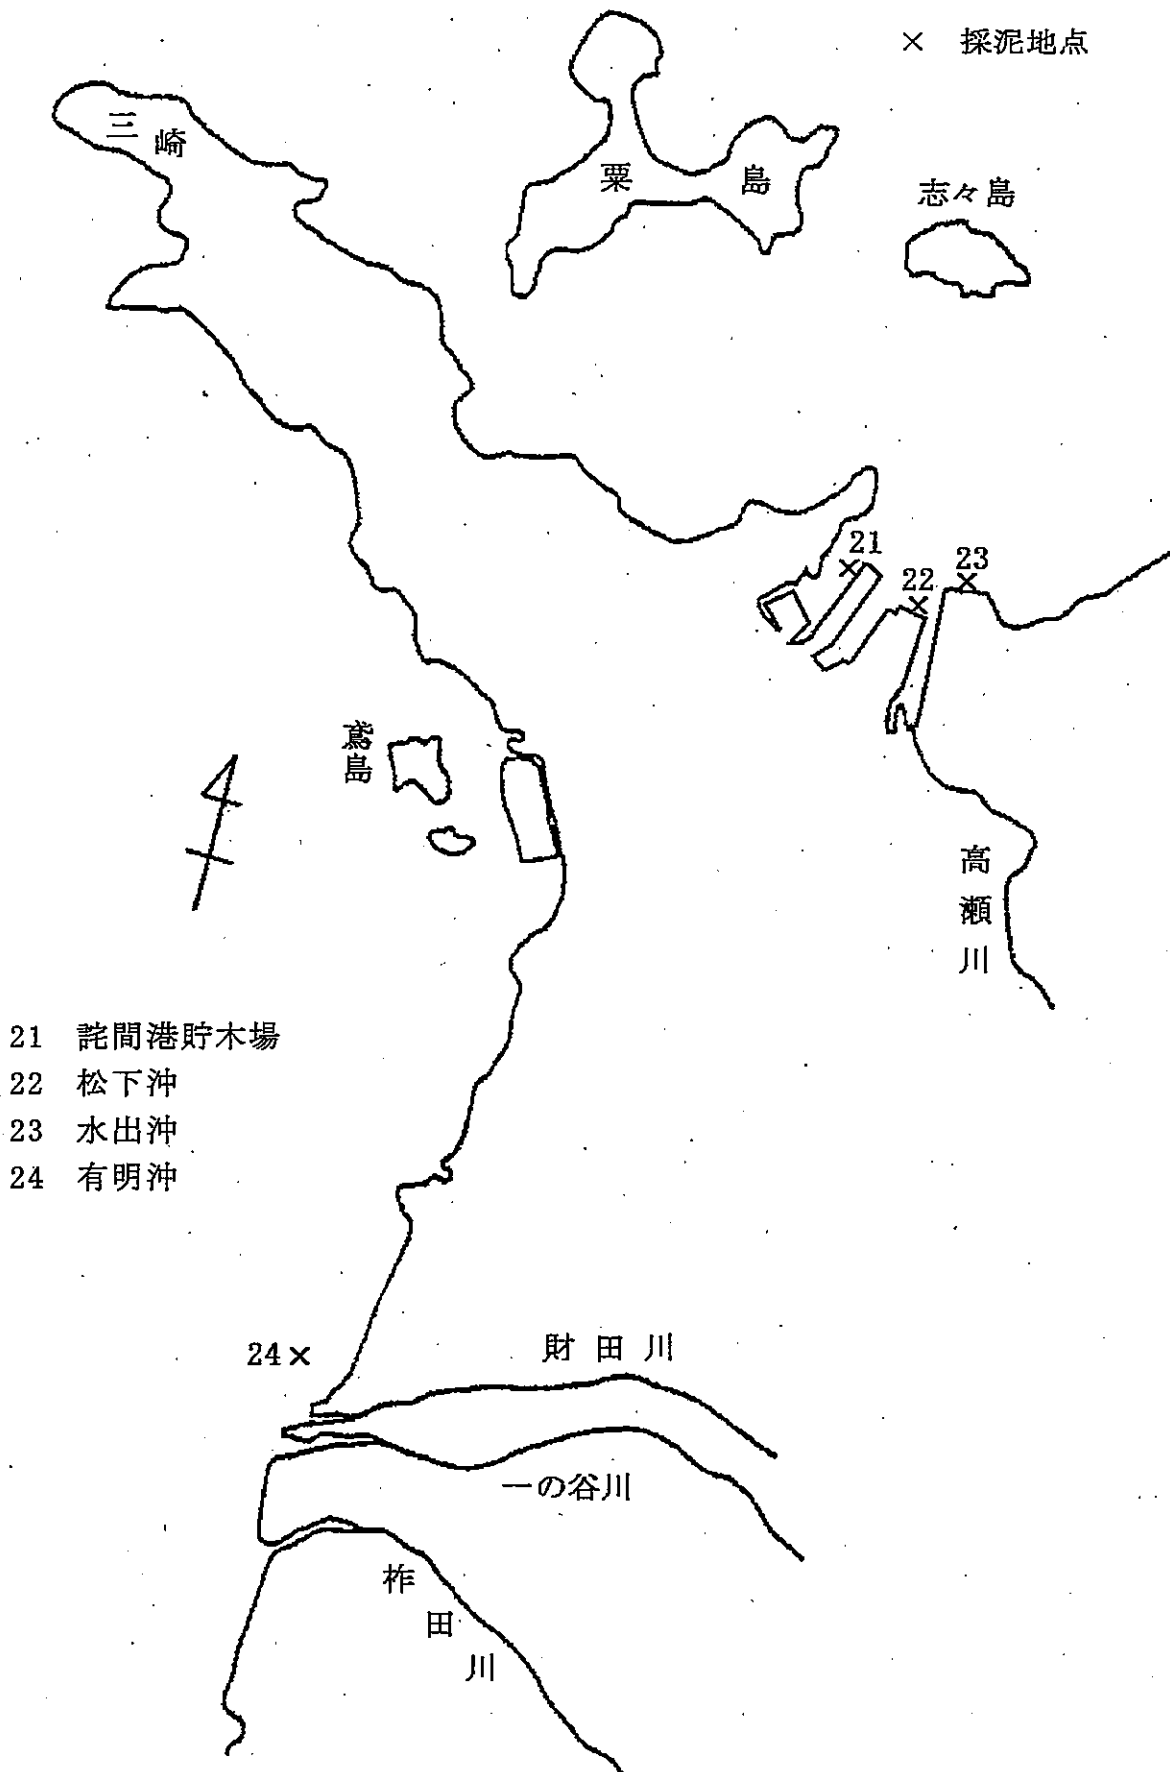 × 採泥地点
三崎
粟島
志々島
21
22
23
鳶島
高瀬川
21 詫間港貯木場
22 松下沖
23 水出沖
24 有明沖
24×
財田川
一の谷川
柞田川